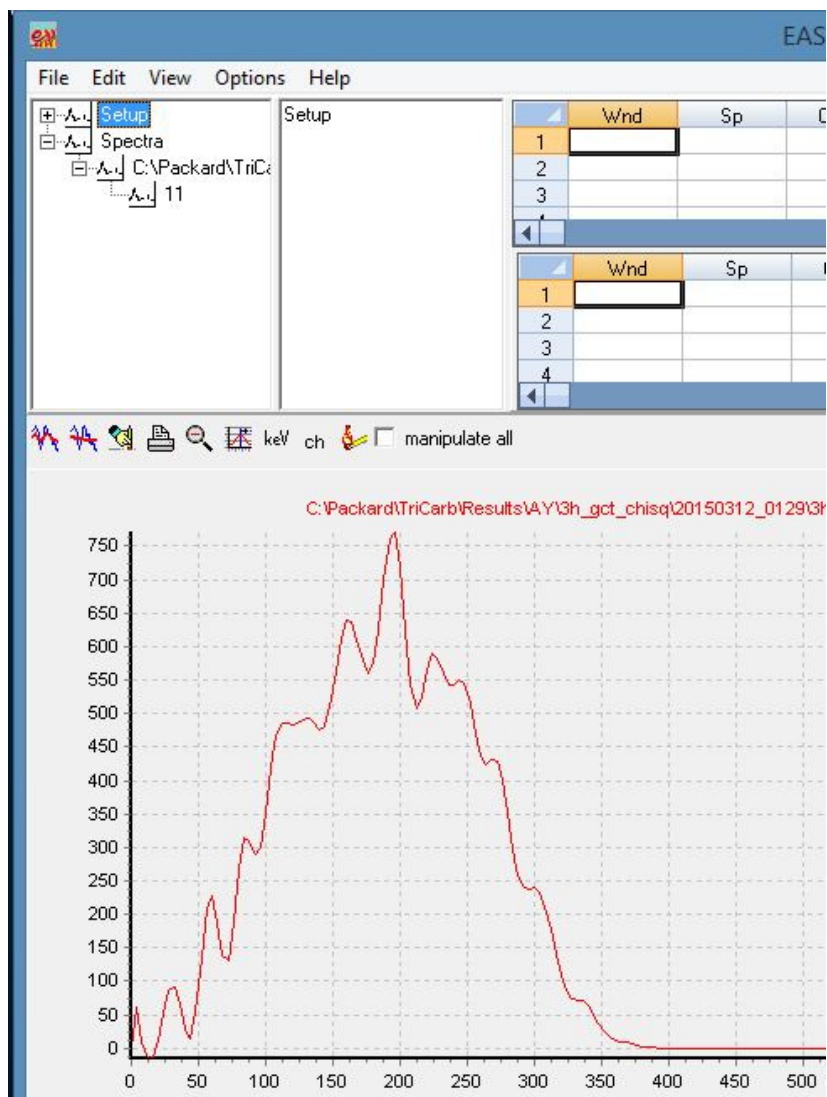 EAS
File Edit View Options Help
Setup
Spectra
C:\Packard\TriCa
11
Setup
Wnd Sp
1
2
3
Wnd Sp
1
2
3
4
keV ch manipulate all
C:\Packard\TriCarb\Results\AY\3h_gct_chisq\20150312_0129\3h
750
700
650
600
550
500
450
400
350
300
250
200
150
100
50
0
0 50 100 150 200 250 300 350 400 450 500